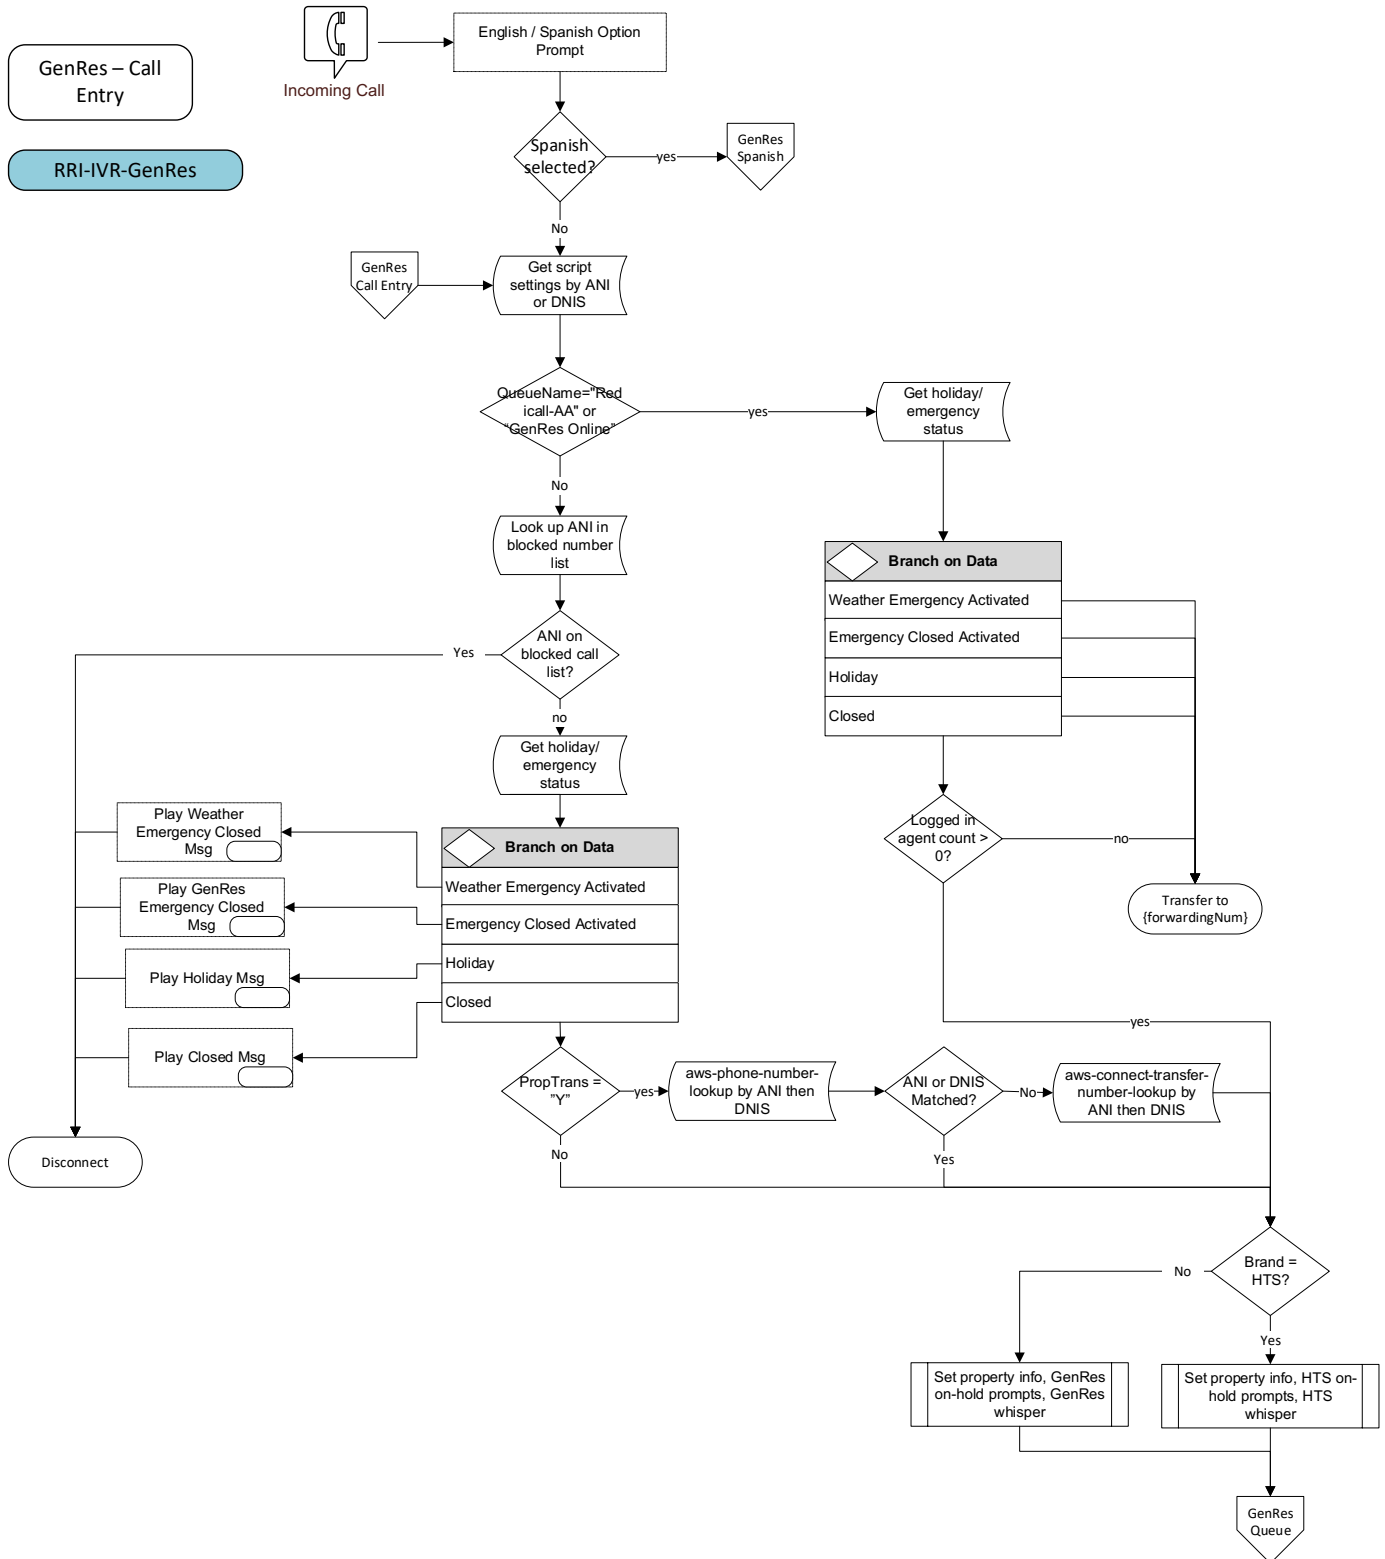 GenRes – Call
Entry
RRI-IVR-GenRes
Incoming Call
English / Spanish Option
Prompt
Spanish
selected?
yes
GenRes
Spanish
No
GenRes
Call Entry
Get script
settings by ANI
or DNIS
QueueName="Red
icall-AA" or
"GenRes Online"
yes
Get holiday/
emergency
status
No
Look up ANI in
blocked number
list
Branch on Data
Weather Emergency Activated
Emergency Closed Activated
Holiday
Closed
ANI on
blocked call
list?
Yes
no
Get holiday/
emergency
status
Logged in
agent count >
0?
no
Transfer to
{forwardingNum}
yes
Play Weather
Emergency Closed
Msg
Play GenRes
Emergency Closed
Msg
Play Holiday Msg
Play Closed Msg
Branch on Data
Weather Emergency Activated
Emergency Closed Activated
Holiday
Closed
Disconnect
PropTrans =
"Y"
yes
aws-phone-number-
lookup by ANI then
DNIS
ANI or DNIS
Matched?
No
aws-connect-transfer-
number-lookup by
ANI then DNIS
No
Yes
Brand =
HTS?
No
Yes
Set property info, GenRes
on-hold prompts, GenRes
whisper
Set property info, HTS on-
hold prompts, HTS
whisper
GenRes
Queue